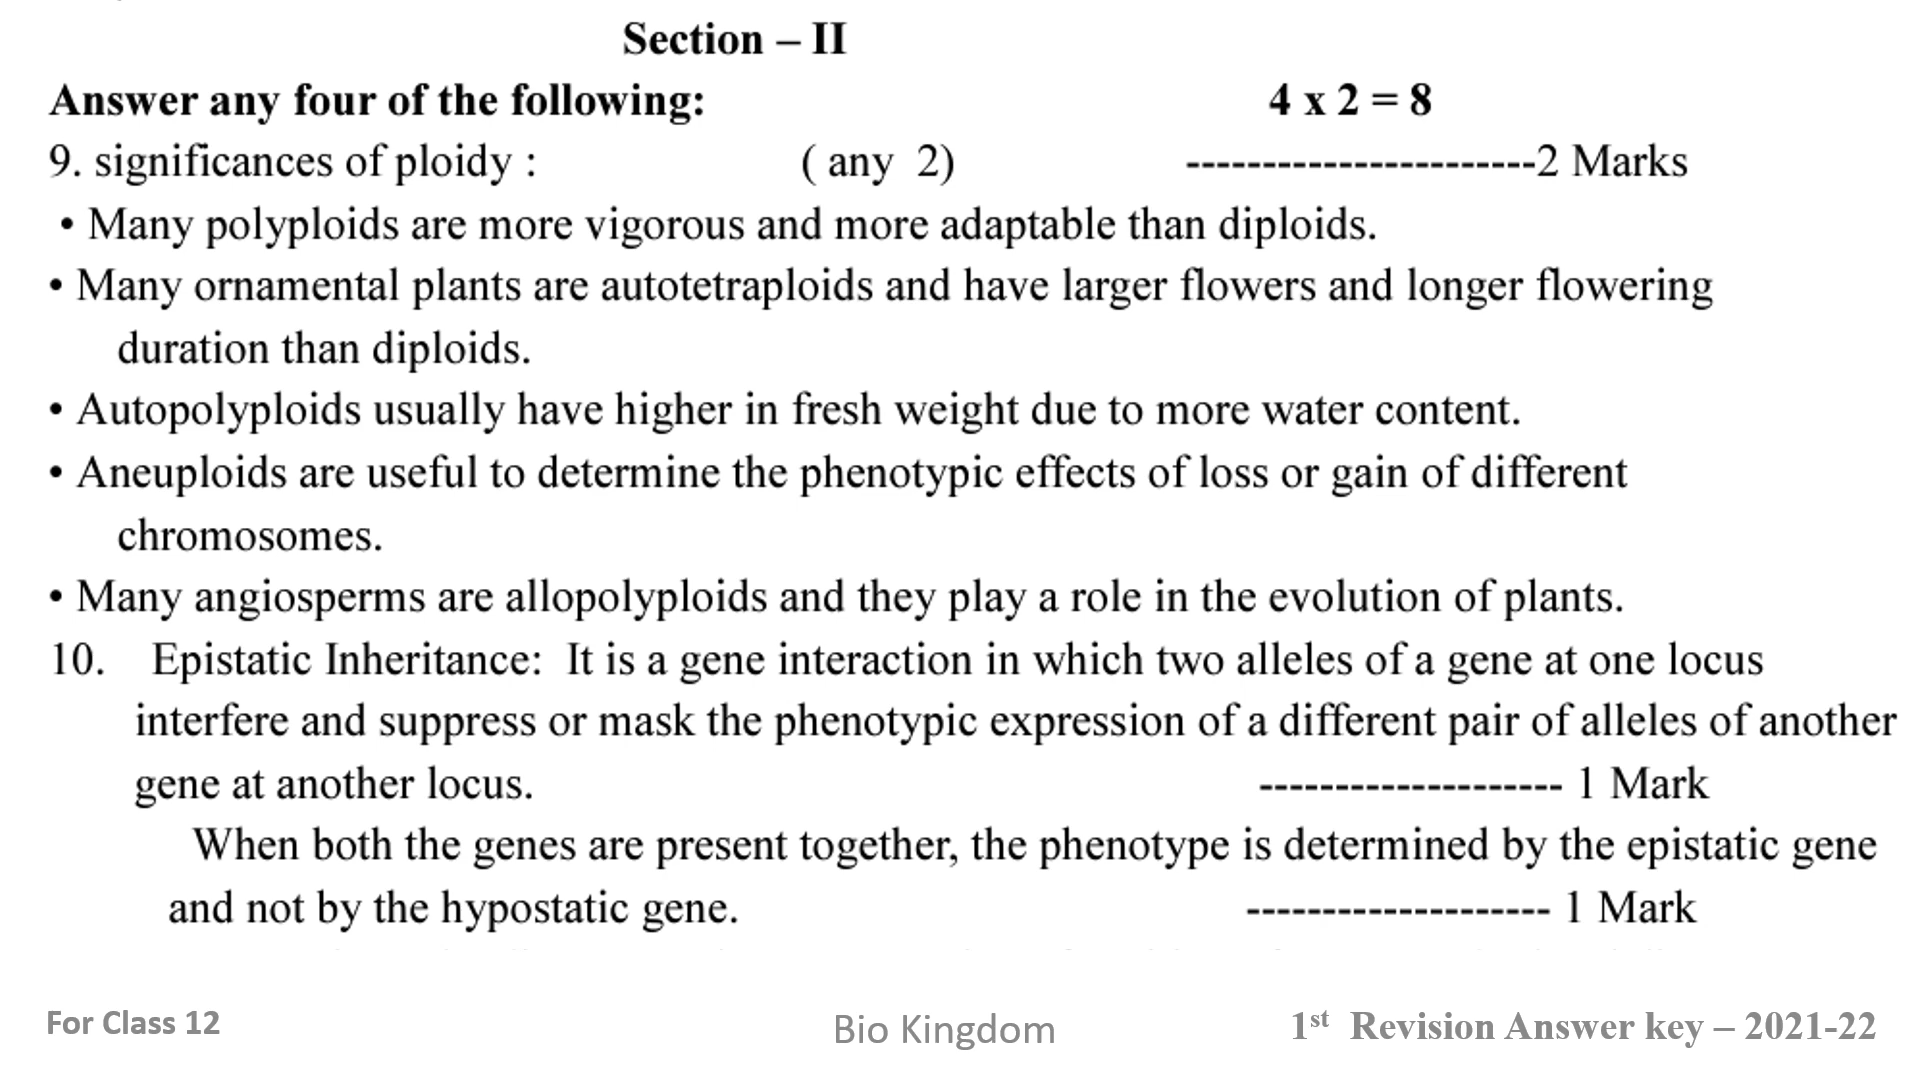 Section – II
Answer any four of the following: 4 x 2 = 8
9. significances of ploidy : ( any 2) -----------------------2 Marks
• Many polyploids are more vigorous and more adaptable than diploids.
• Many ornamental plants are autotetraploids and have larger flowers and longer flowering
duration than diploids.
• Autopolyploids usually have higher in fresh weight due to more water content.
• Aneuploids are useful to determine the phenotypic effects of loss or gain of different
chromosomes.
• Many angiosperms are allopolyploids and they play a role in the evolution of plants.
10. Epistatic Inheritance: It is a gene interaction in which two alleles of a gene at one locus
interfere and suppress or mask the phenotypic expression of a different pair of alleles of another
gene at another locus. -------------------- 1 Mark
When both the genes are present together, the phenotype is determined by the epistatic gene
and not by the hypostatic gene. -------------------- 1 Mark
For Class 12 Bio Kingdom 1st Revision Answer key – 2021-22